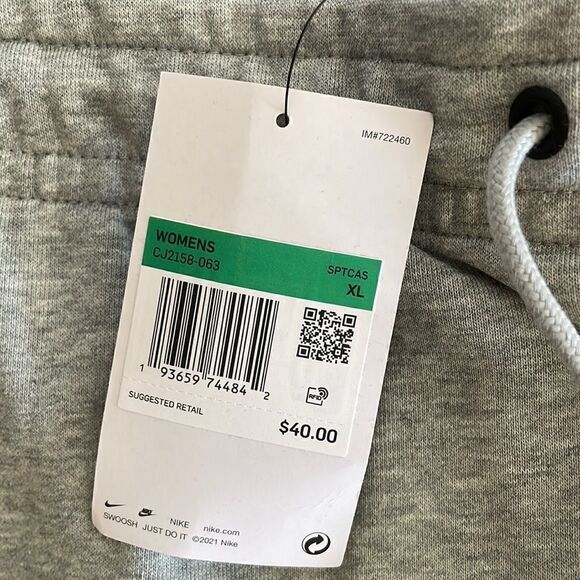 IM#722460
WOMENS
CJ2158-063
SPTCAS
XL
1 93659 74484 2
RFID
SUGGESTED RETAIL
$40.00
NIKE
NIKE nike.com
SWOOSH JUST DO IT ©2021 Nike